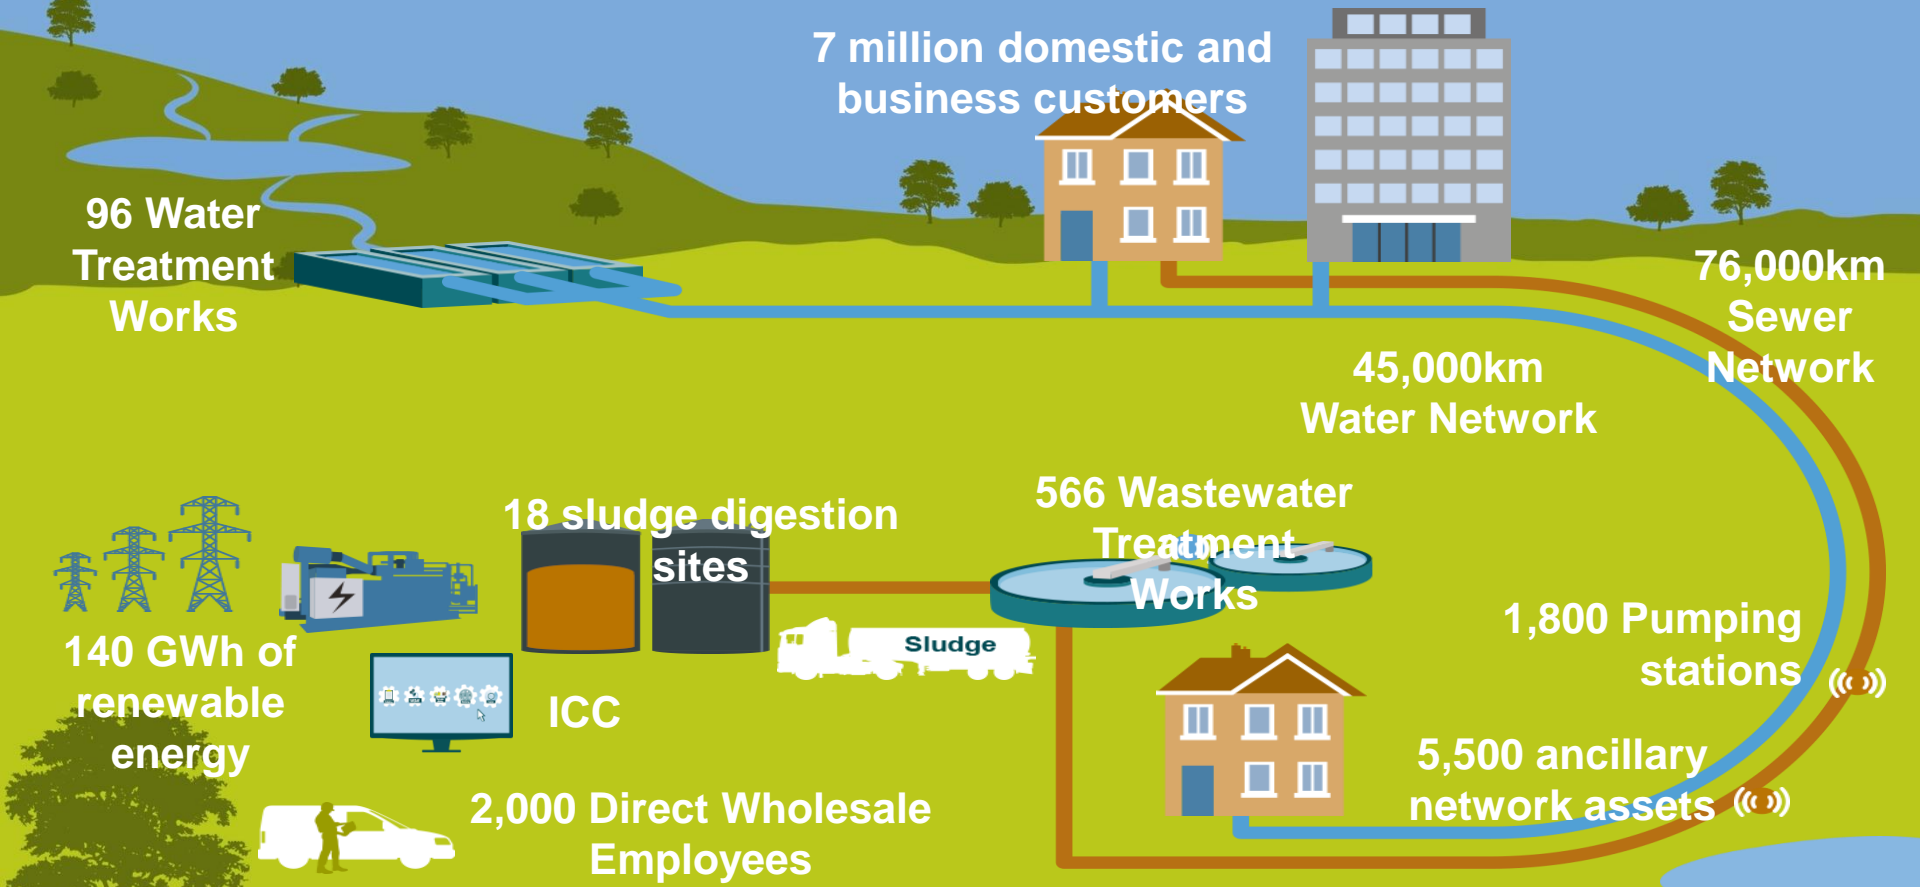 7 million domestic and
business customers
96 Water
Treatment
Works
76,000km
Sewer
Network
45,000km
Water Network
566 Wastewater
Treatment
Works
18 sludge digestion
sites
Sludge
1,800 Pumping
stations
140 GWh of
renewable
energy
ICC
5,500 ancillary
network assets
2,000 Direct Wholesale
Employees